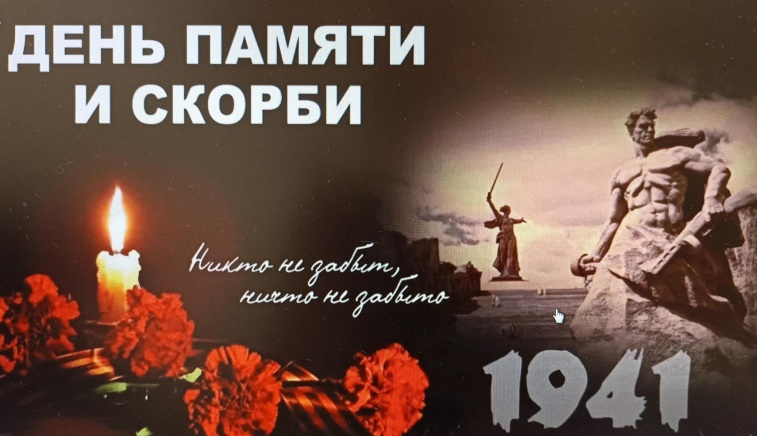 ДЕНЬ ПАМЯТИ
И СКОРБИ
Никто не забыт,
ничто не забыто
1941